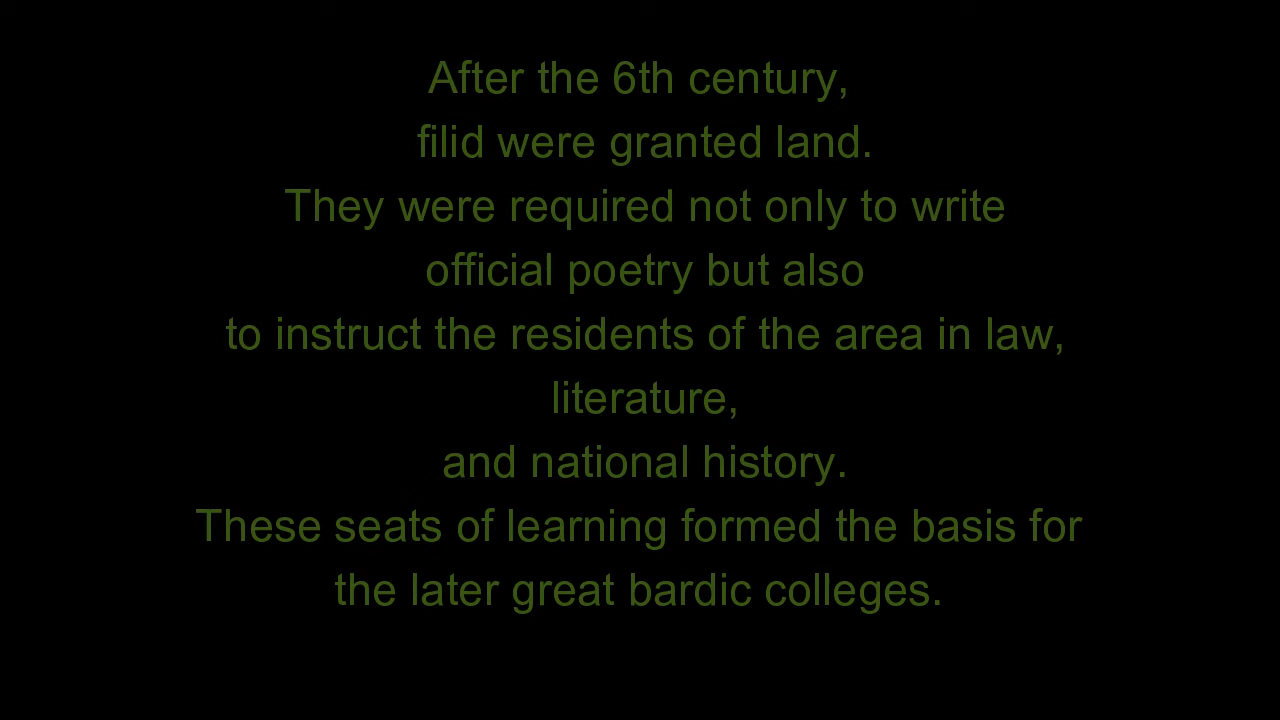 After the 6th century,
filid were granted land.
They were required not only to write
official poetry but also
to instruct the residents of the area in law,
literature,
and national history.
These seats of learning formed the basis for
the later great bardic colleges.